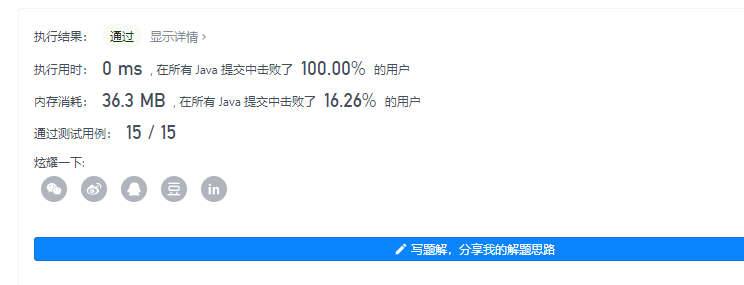 执行结果： 通过 显示详情 ›
执行用时： 0 ms , 在所有 Java 提交中击败了 100.00% 的用户
内存消耗： 36.3 MB , 在所有 Java 提交中击败了 16.26% 的用户
通过测试用例： 15 / 15
炫耀一下:
豆 in
写题解，分享我的解题思路